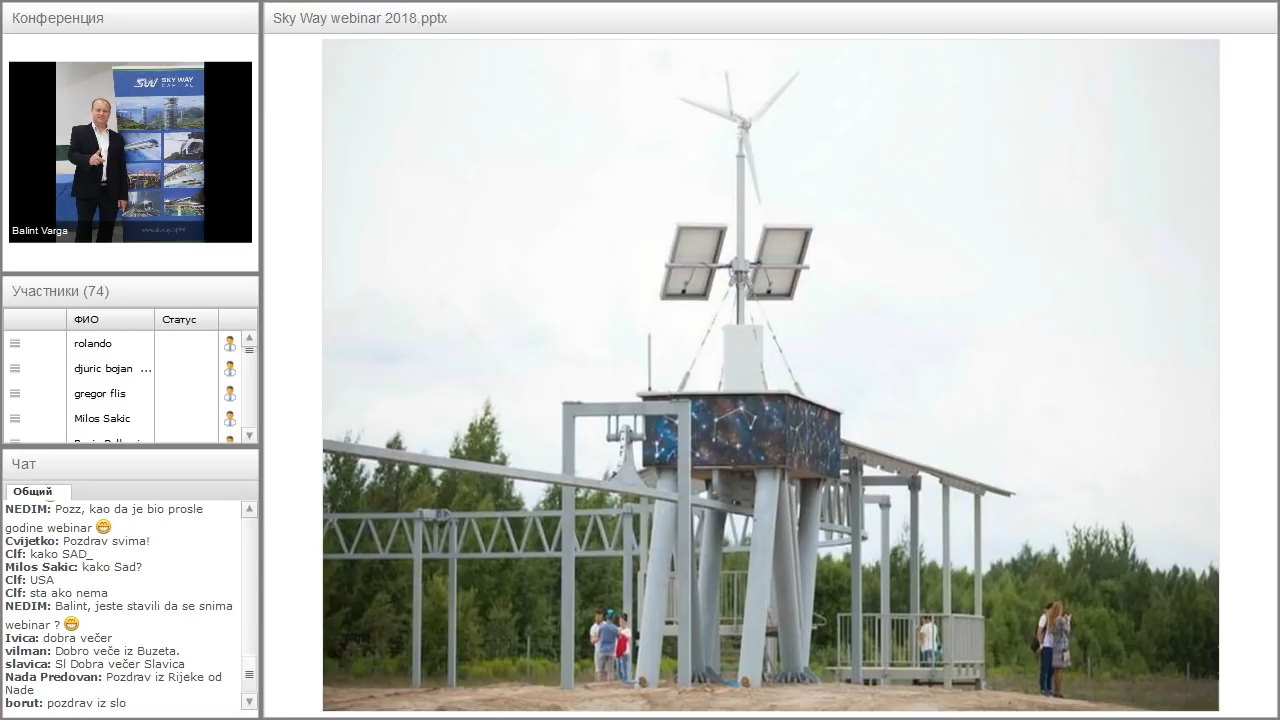 Конференция
SKY WAY
CAPITAL
Balint Varga
Участники (74)
ФИО Статус
rolando
djuric bojan ...
gregor flis
Milos Sakic
Чат
Общий
NEDIM: Pozz, kao da je bio prosle
godine webinar
Cvijetko: Pozdrav svima!
Clf: kako SAD_
Milos Sakic: kako Sad?
Clf: USA
Clf: sta ako nema
NEDIM: Balint, jeste stavili da se snima
webinar ?
Ivica: dobra večer
vilman: Dobro veče iz Buzeta.
slavica: Sl Dobra večer Slavica
Nada Predovan: Pozdrav iz Rijeke od
Nade
borut: pozdrav iz slo
Sky Way webinar 2018.pptx